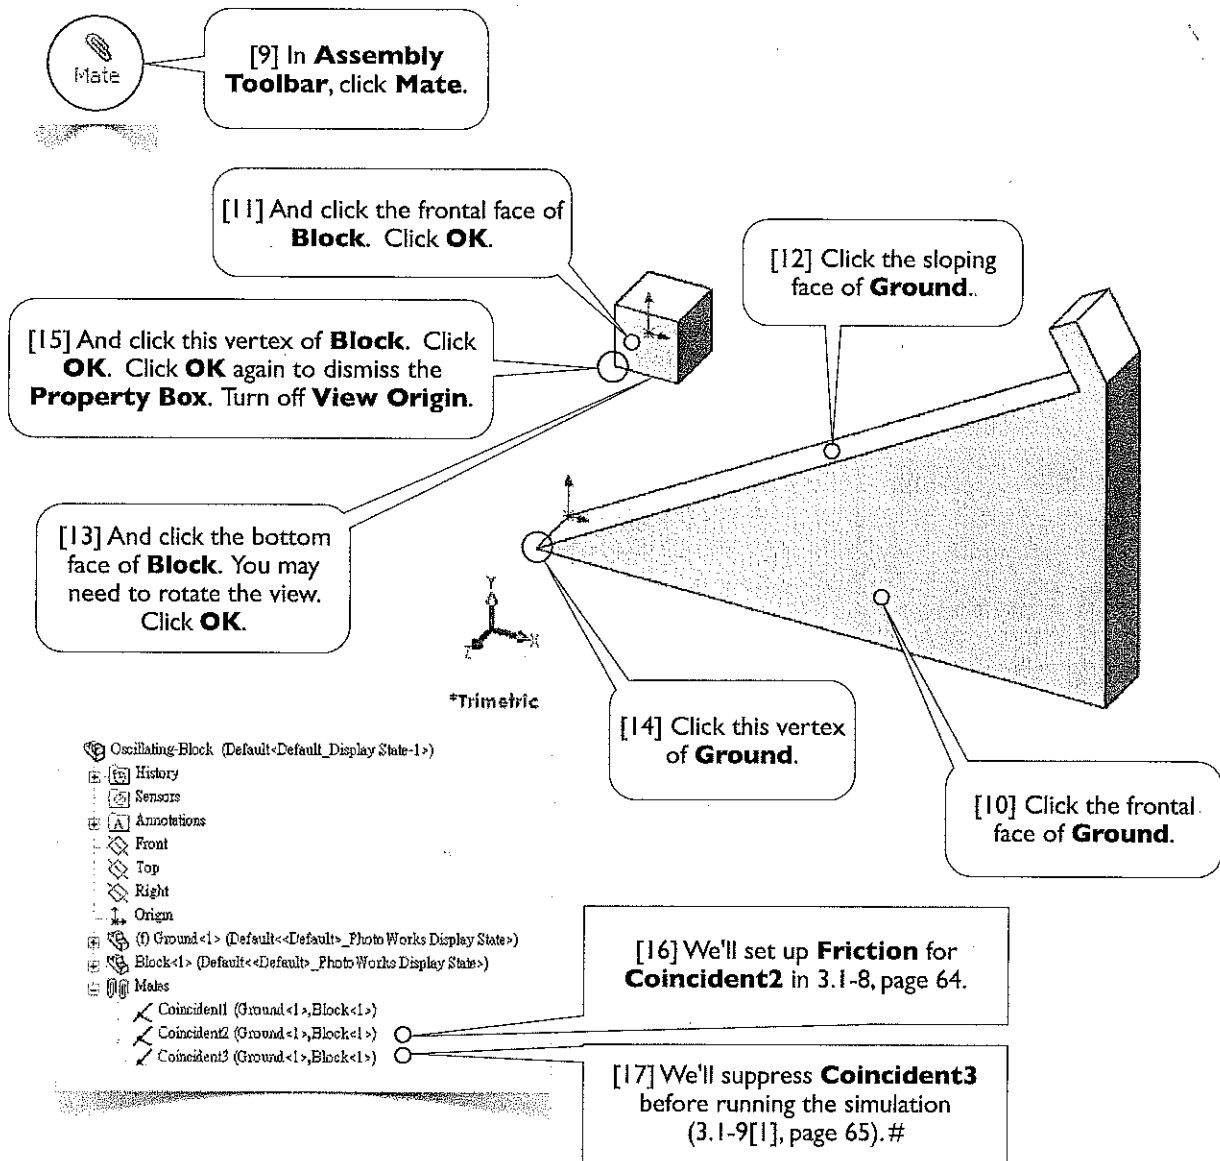 Mate
[9] In Assembly
Toolbar, click Mate.
[11] And click the frontal face of
Block. Click OK.
[12] Click the sloping
face of Ground.
[15] And click this vertex of Block. Click
OK. Click OK again to dismiss the
Property Box. Turn off View Origin.
[13] And click the bottom
face of Block. You may
need to rotate the view.
Click OK.
Y
X
Z
*Trimetric
[14] Click this vertex
of Ground.
[10] Click the frontal
face of Ground.
Oscillating-Block (Default<Default_Display State-1>)
History
Sensors
A Annotations
Front
Top
Right
Origin
(f) Ground<1> (Default<<Default>_PhotoWorks Display State>)
Block<1> (Default<<Default>_PhotoWorks Display State>)
Mates
Coincident1 (Ground<1>,Block<1>)
Coincident2 (Ground<1>,Block<1>)
Coincident3 (Ground<1>,Block<1>)
[16] We'll set up Friction for
Coincident2 in 3.1-8, page 64.
[17] We'll suppress Coincident3
before running the simulation
(3.1-9[1], page 65). #